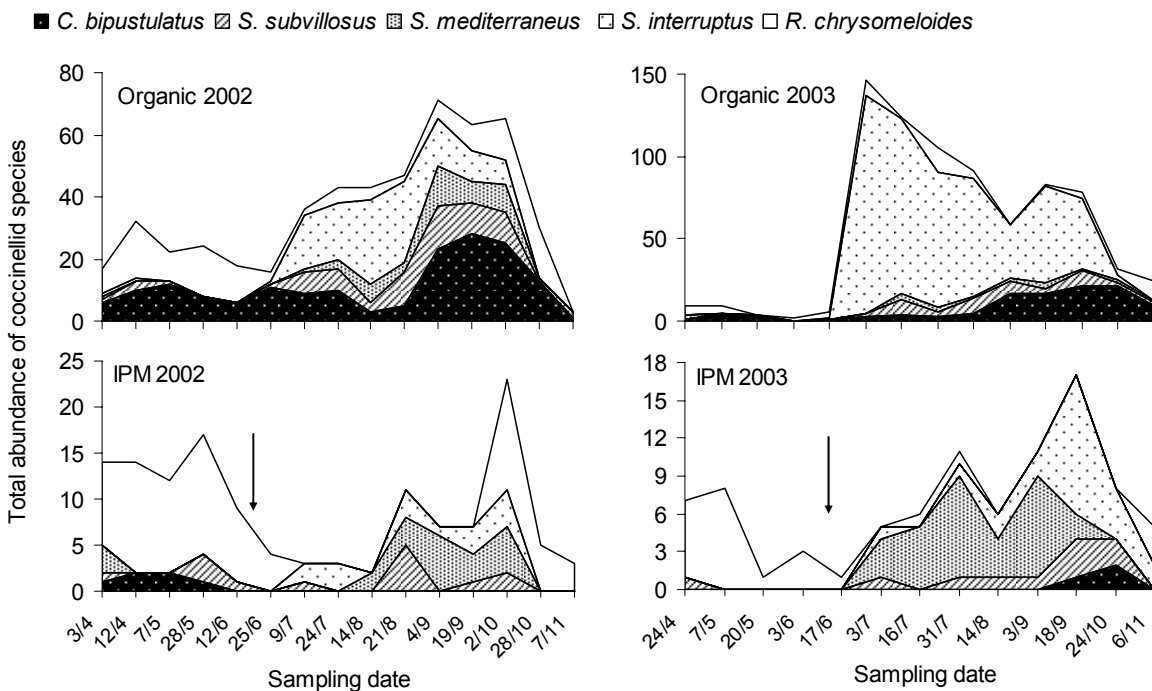 C. bipustulatus S. subvillosus S. mediterraneus S. interruptus R. chrysomeloides
Total abundance of coccinellid species
Organic 2002
80
60
40
20
0
Organic 2003
150
100
50
0
IPM 2002
25
20
15
10
5
0
3/4 12/4 7/5 28/5 12/6 25/6 9/7 24/7 14/8 21/8 4/9 19/9 2/10 28/10 7/11
Sampling date
IPM 2003
18
15
12
9
6
3
0
24/4 7/5 20/5 3/6 17/6 3/7 16/7 31/7 14/8 3/9 18/9 24/10 6/11
Sampling date